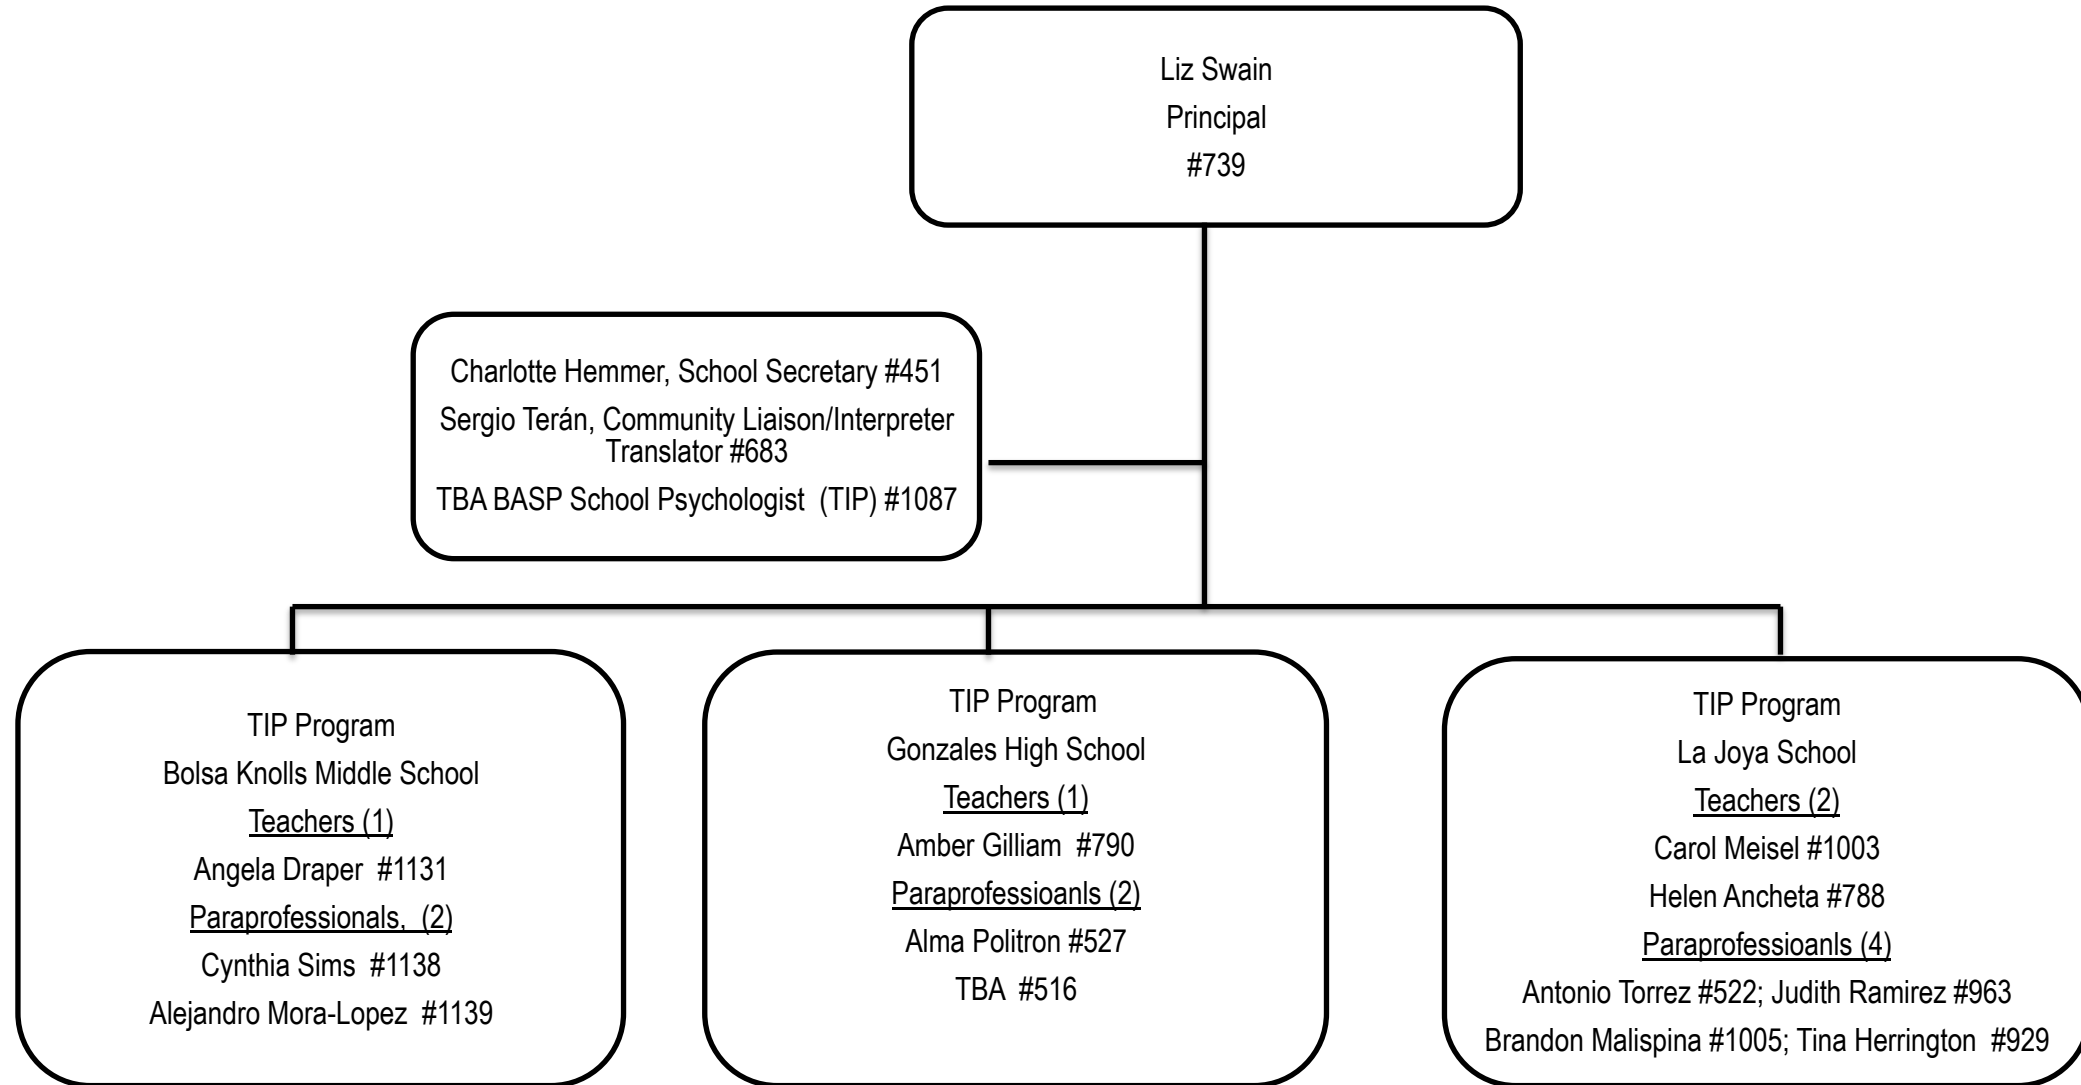 Liz Swain
Principal
#739
Charlotte Hemmer, School Secretary #451
Sergio Terán, Community Liaison/Interpreter
Translator #683
TBA BASP School Psychologist (TIP) #1087
TIP Program
Bolsa Knolls Middle School
Teachers (1)
Angela Draper #1131
Paraprofessionals, (2)
Cynthia Sims #1138
Alejandro Mora-Lopez #1139
TIP Program
Gonzales High School
Teachers (1)
Amber Gilliam #790
Paraprofessioanls (2)
Alma Politron #527
TBA #516
TIP Program
La Joya School
Teachers (2)
Carol Meisel #1003
Helen Ancheta #788
Paraprofessioanls (4)
Antonio Torrez #522; Judith Ramirez #963
Brandon Malispina #1005; Tina Herrington #929